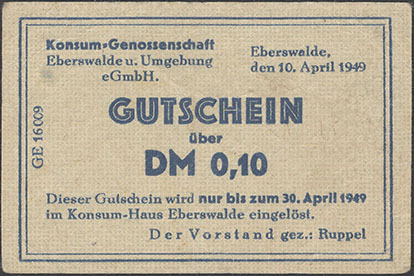 Konsum-Genossenschaft
Eberswalde u. Umgebung
eGmbH.
Eberswalde,
den 10. April 1949
GE 16009
GUTSCHEIN
über
DM 0,10
Dieser Gutschein wird nur bis zum 30. April 1949
im Konsum-Haus Eberswalde eingelöst.
Der Vorstand gez.: Ruppel